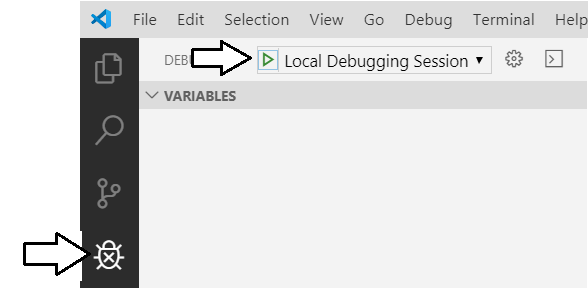 File Edit Selection View Go Debug Terminal Help
Local Debugging Session
VARIABLES